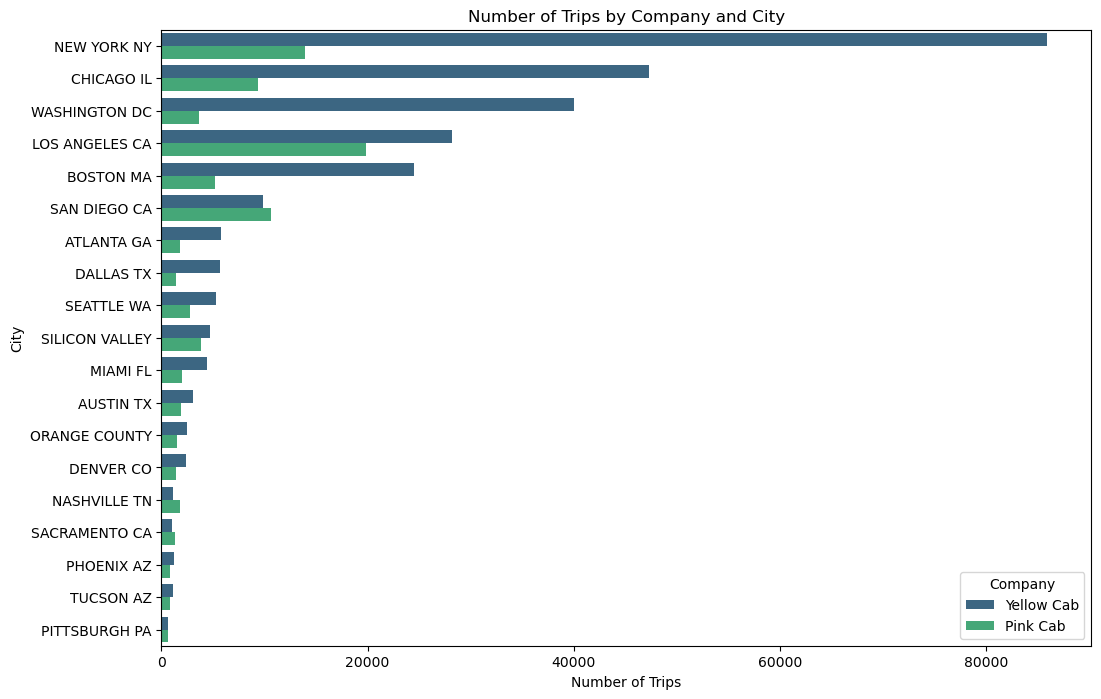 Number of Trips by Company and City
City
NEW YORK NY
CHICAGO IL
WASHINGTON DC
LOS ANGELES CA
BOSTON MA
SAN DIEGO CA
ATLANTA GA
DALLAS TX
SEATTLE WA
SILICON VALLEY
MIAMI FL
AUSTIN TX
ORANGE COUNTY
DENVER CO
NASHVILLE TN
SACRAMENTO CA
PHOENIX AZ
TUCSON AZ
PITTSBURGH PA
Company
Yellow Cab
Pink Cab
0 20000 40000 60000 80000
Number of Trips